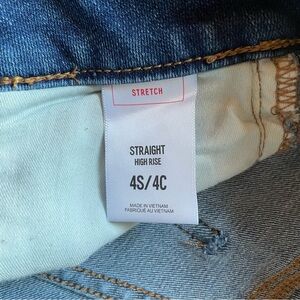 STRETCH
STRAIGHT
HIGH RISE
4S/4C
MADE IN VIETNAM
FABRIQUÉ AU VIETNAM